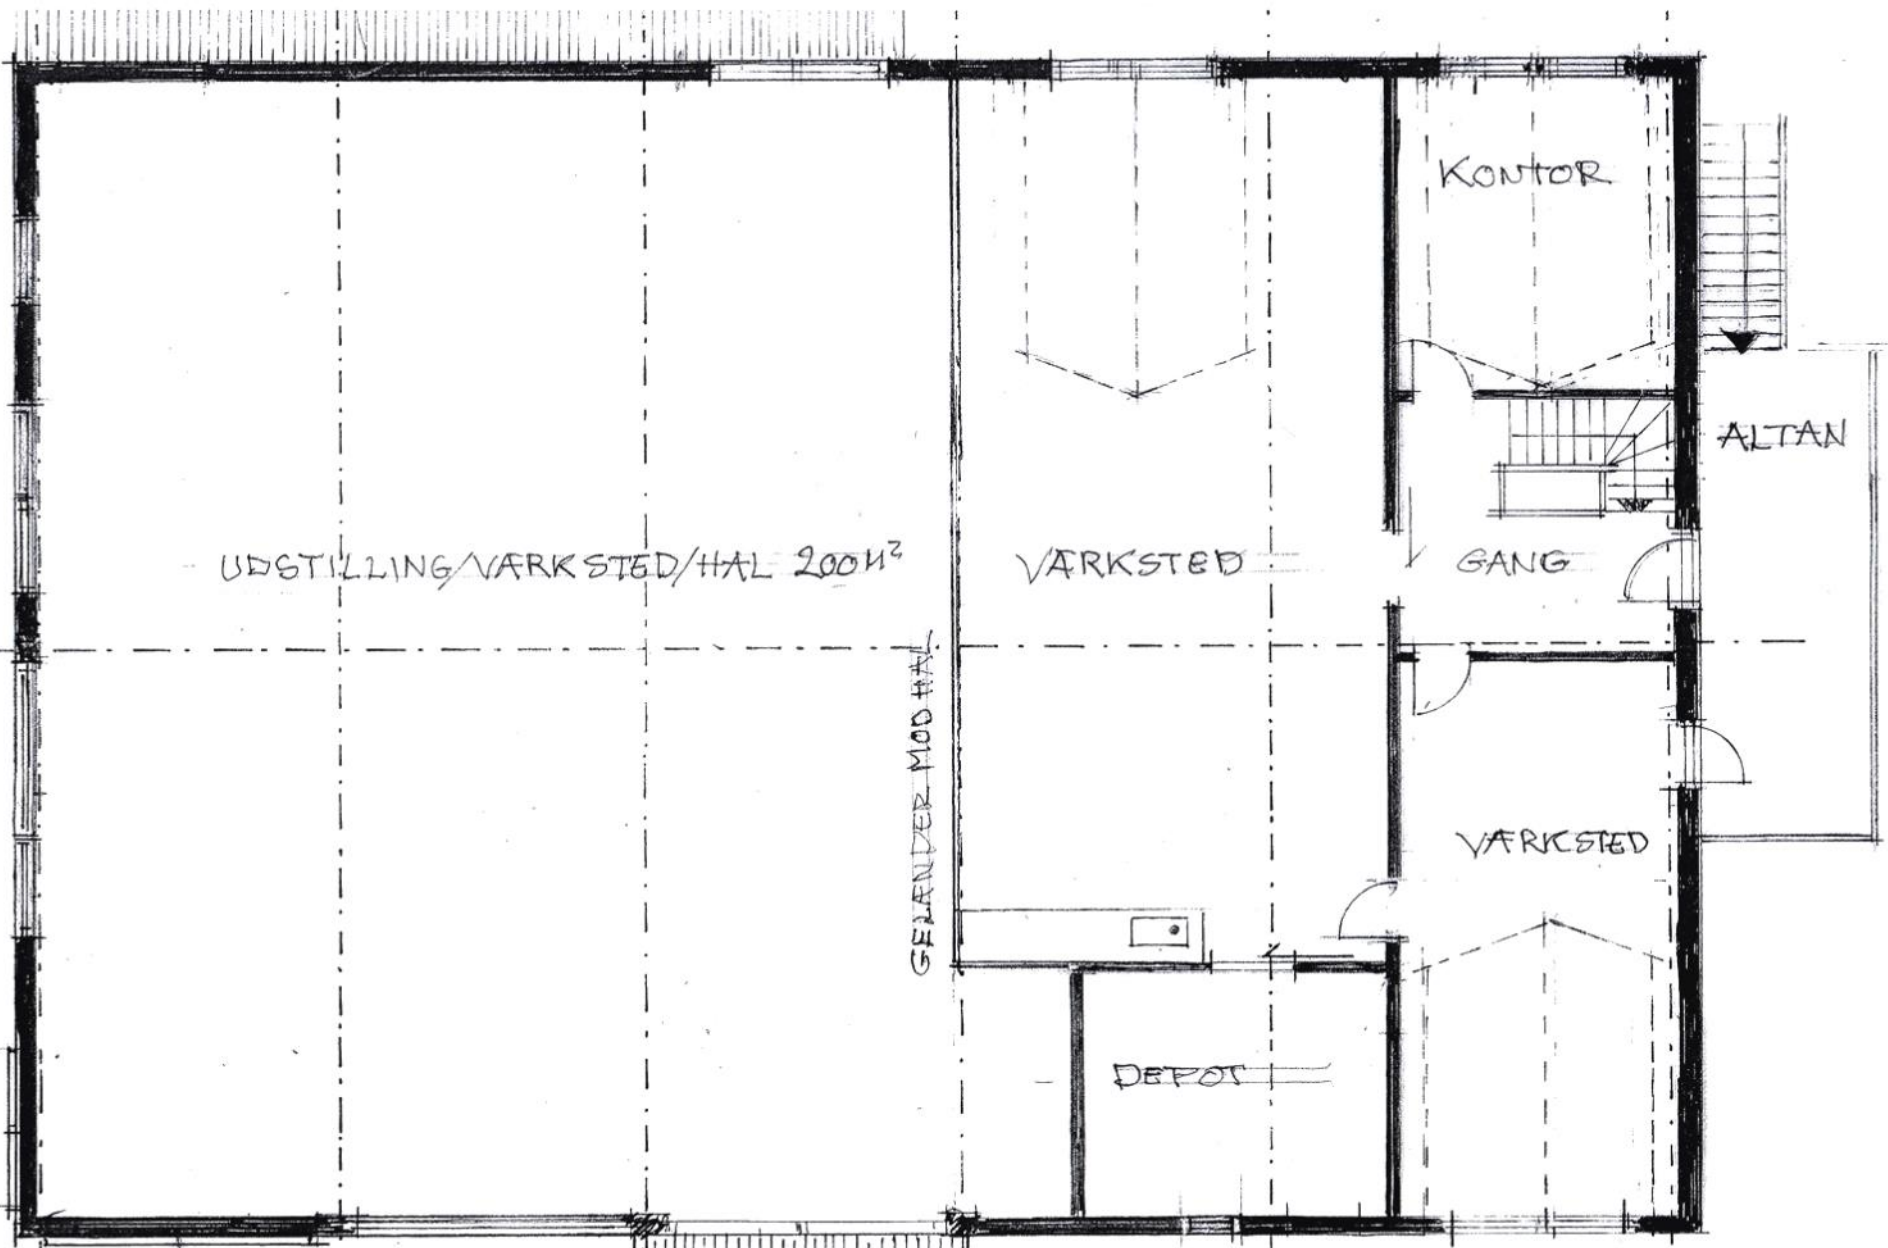 KONTOR
ALTAN
UDSTILLING/VÆRKSTED/HAL 200M²
VÆRKSTED
GANG
GELÆNDER MOD HAL
VÆRKSTED
DEPOT